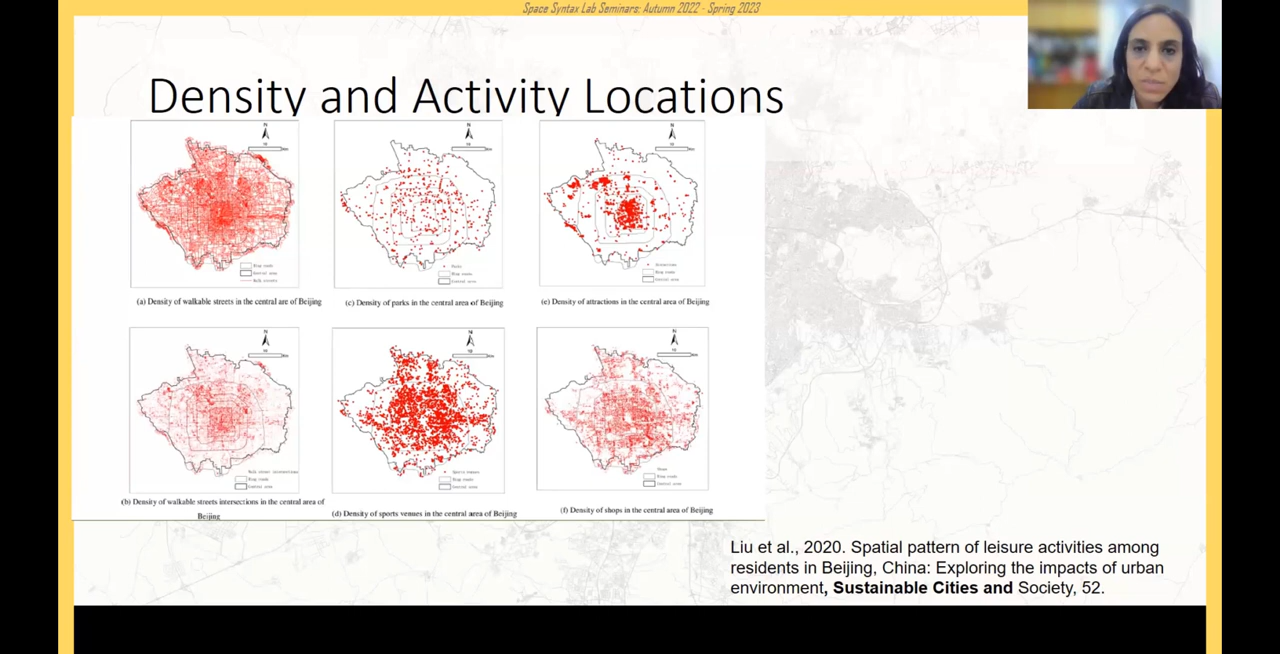 Space Syntax Lab Seminars: Autumn 2022 - Spring 2023
Density and Activity Locations
N
N
N
(a) Density of walkable streets in the central are of Beijing
(c) Density of parks in the central area of Beijing
(e) Density of attractions in the central area of Beijing
N
N
N
(b) Density of walkable streets intersections in the central area of
Beijing
(d) Density of sports venues in the central area of Beijing
(f) Density of shops in the central area of Beijing
Liu et al., 2020. Spatial pattern of leisure activities among
residents in Beijing, China: Exploring the impacts of urban
environment, Sustainable Cities and Society, 52.